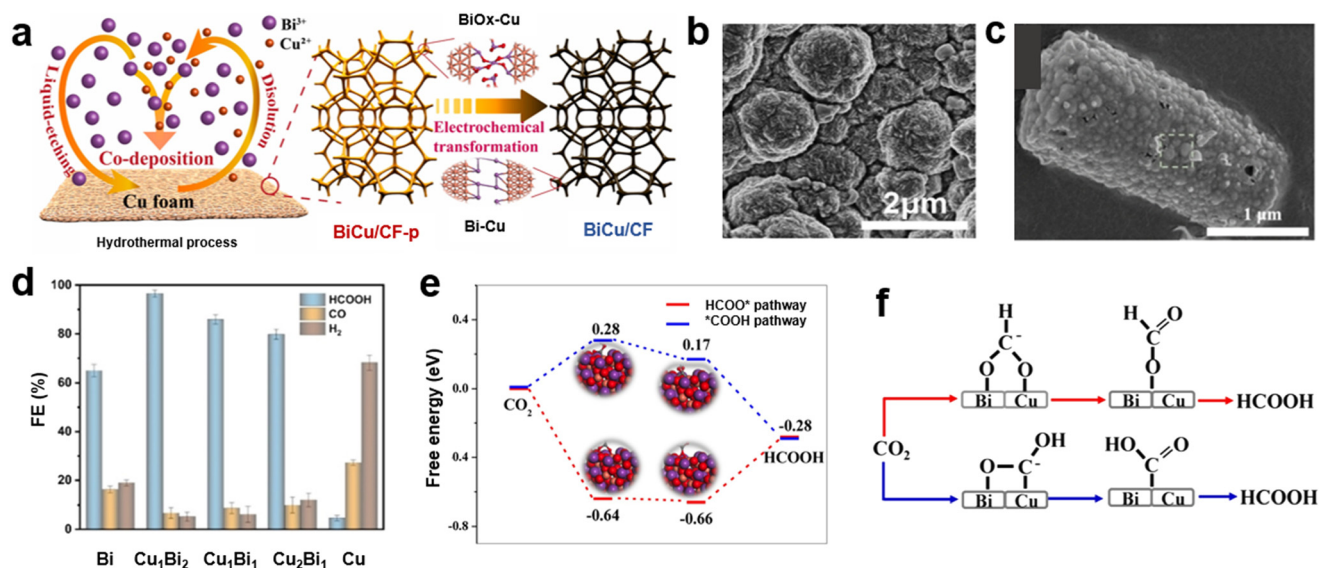 a
Bi³⁺
Cu²⁺
Liquid-etching
Disolution
Co-deposition
Cu foam
Hydrothermal process
BiOx-Cu
Electrochemical
transformation
BiCu/CF-p
Bi-Cu
BiCu/CF
b
2μm
c
1 μm
d
FE (%)
100
80
60
40
20
0
HCOOH
CO
H₂
Bi
Cu₁Bi₂
Cu₁Bi₁
Cu₂Bi₁
Cu
e
Free energy (eV)
0.4
0.0
0.4
-0.8
HCOO* pathway
*COOH pathway
0.28
0.17
CO₂
-0.28
HCOOH
-0.64
-0.66
f
H
C⁻
O O
Bi Cu
H O
C
O
Bi Cu
HCOOH
CO₂
OH
O C⁻
Bi Cu
HO O
C
Bi Cu
HCOOH